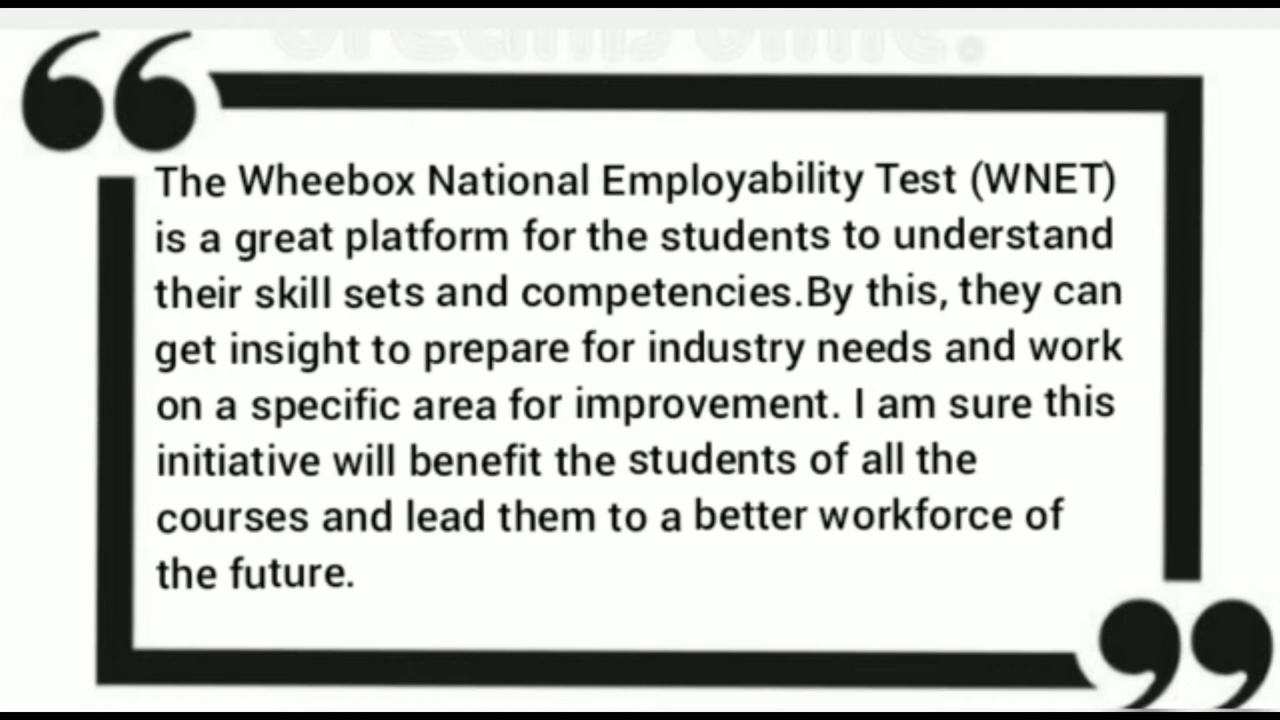 The Wheebox National Employability Test (WNET)
is a great platform for the students to understand
their skill sets and competencies.By this, they can
get insight to prepare for industry needs and work
on a specific area for improvement. I am sure this
initiative will benefit the students of all the
courses and lead them to a better workforce of
the future.